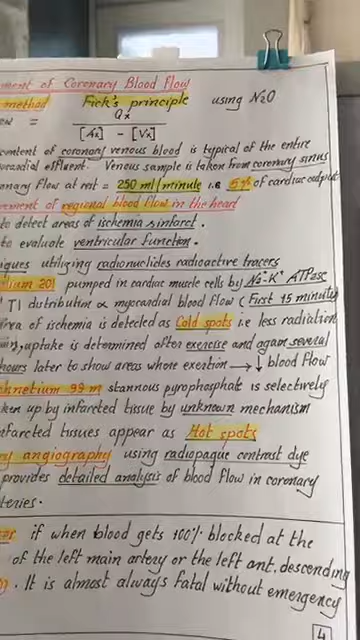 ment of Coronary Blood Flow
method Fick's principle using N2O
= Qx
[Ax] - [Vx]
content of coronary venous blood is typical of the entire
ocardial effluent. Venous sample is taken from coronary sinus
onary flow at rest = 250 ml/minute i.e 5% of cardiac output
rement of regional blood flow in the heart
to detect areas of ischemia & infarct.
to evaluate ventricular function.
iques utilizing radionuclides radioactive tracers
llium 201 pumped in cardiac muscle cells by Na+-K+ ATPase
Tl distribution ∝ myocardial blood flow (First 15 minutes
area of ischemia is detected as Cold spots i.e less radiation
uptake is determined after exercise and again several
hours later to show areas where exertion → ↓ blood flow
chnetium 99 m stannous pyrophosphate is selectively
ken up by infarcted tissue by unknown mechanism
nfarcted tissues appear as Hot spots
ry angiography using radiopaque contrast dye
provides detailed analysis of blood flow in coronary
teries.
if when blood gets 100% blocked at the
of the left main artery or the left ant. descending
. It is almost always fatal without emergency
4